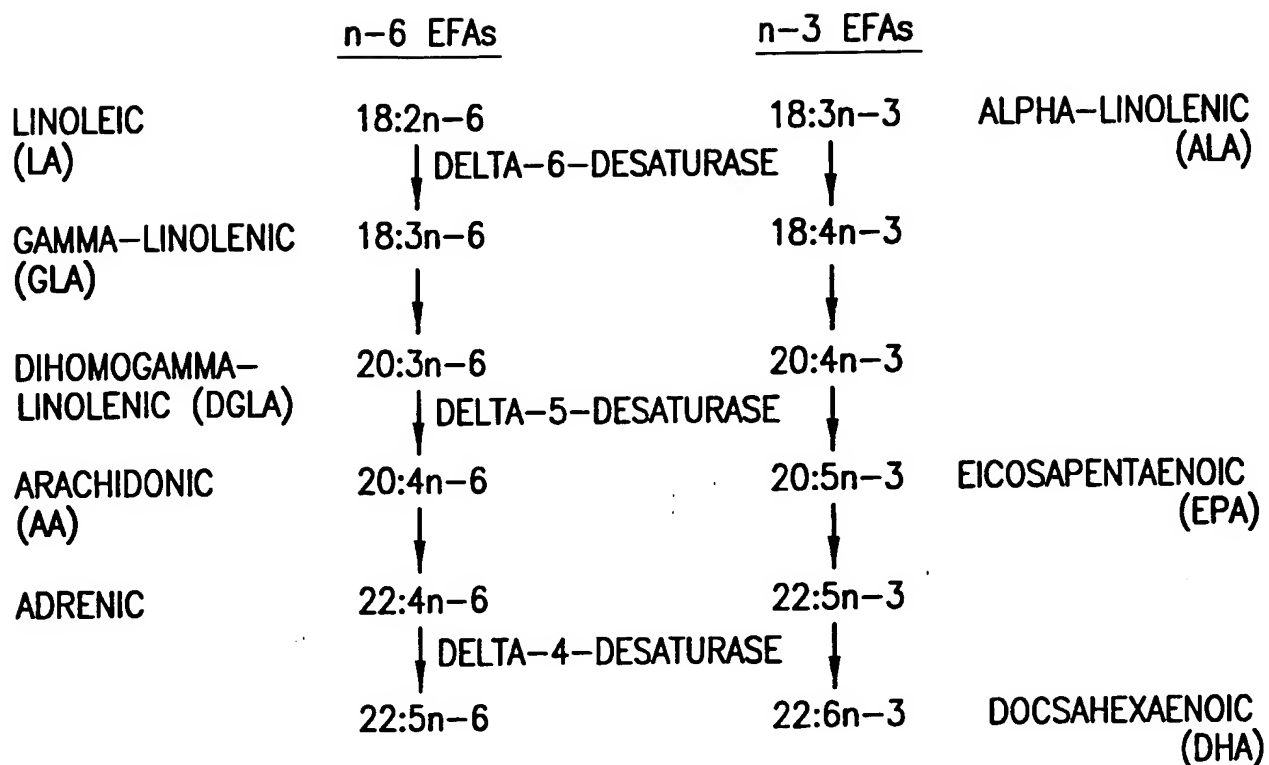 n-6 EFAs n-3 EFAs
LINOLEIC 18:2n-6 18:3n-3 ALPHA-LINOLENIC
(LA) DELTA-6-DESATURASE (ALA)
GAMMA-LINOLENIC 18:3n-6 18:4n-3
(GLA)
DIHOMOGAMMA- 20:3n-6 20:4n-3
LINOLENIC (DGLA) DELTA-5-DESATURASE
ARACHIDONIC 20:4n-6 20:5n-3 EICOSAPENTAENOIC
(AA) (EPA)
ADRENIC 22:4n-6 22:5n-3
DELTA-4-DESATURASE
22:5n-6 22:6n-3 DOCSAHEXAENOIC
(DHA)